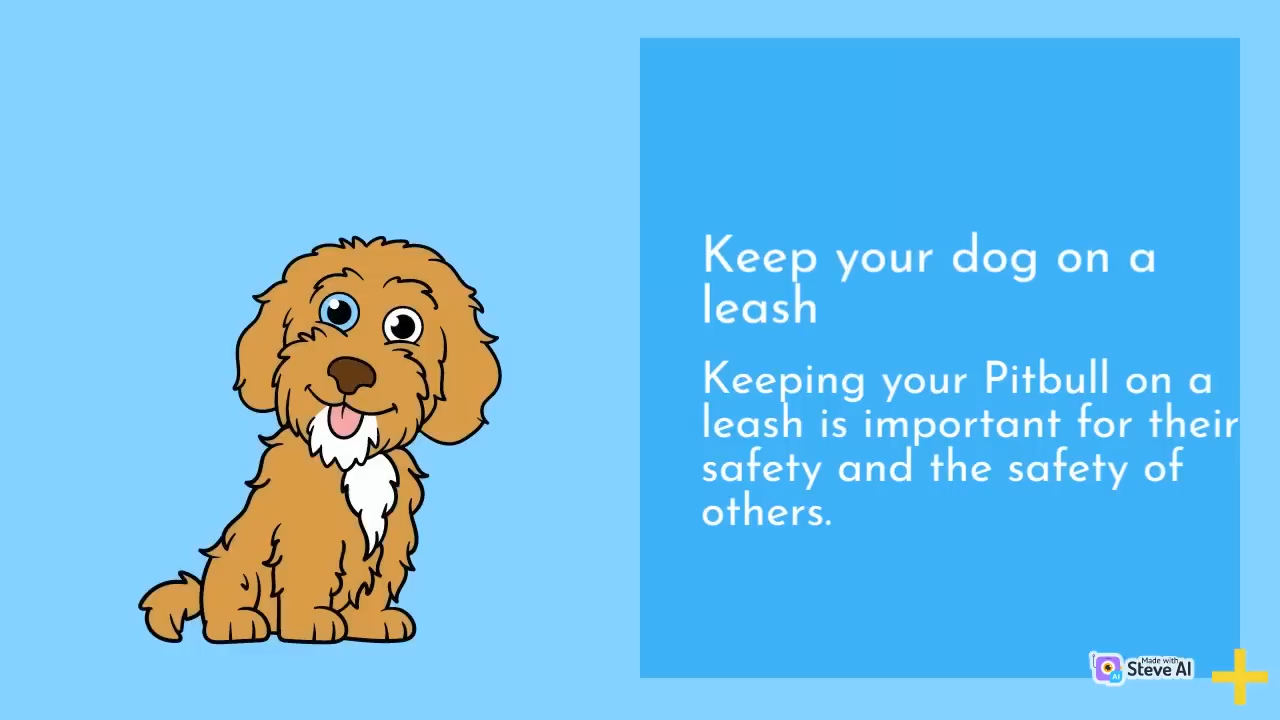 Keep your dog on a
leash
Keeping your Pitbull on a
leash is important for their
safety and the safety of
others.
Made with
Steve AI
AI